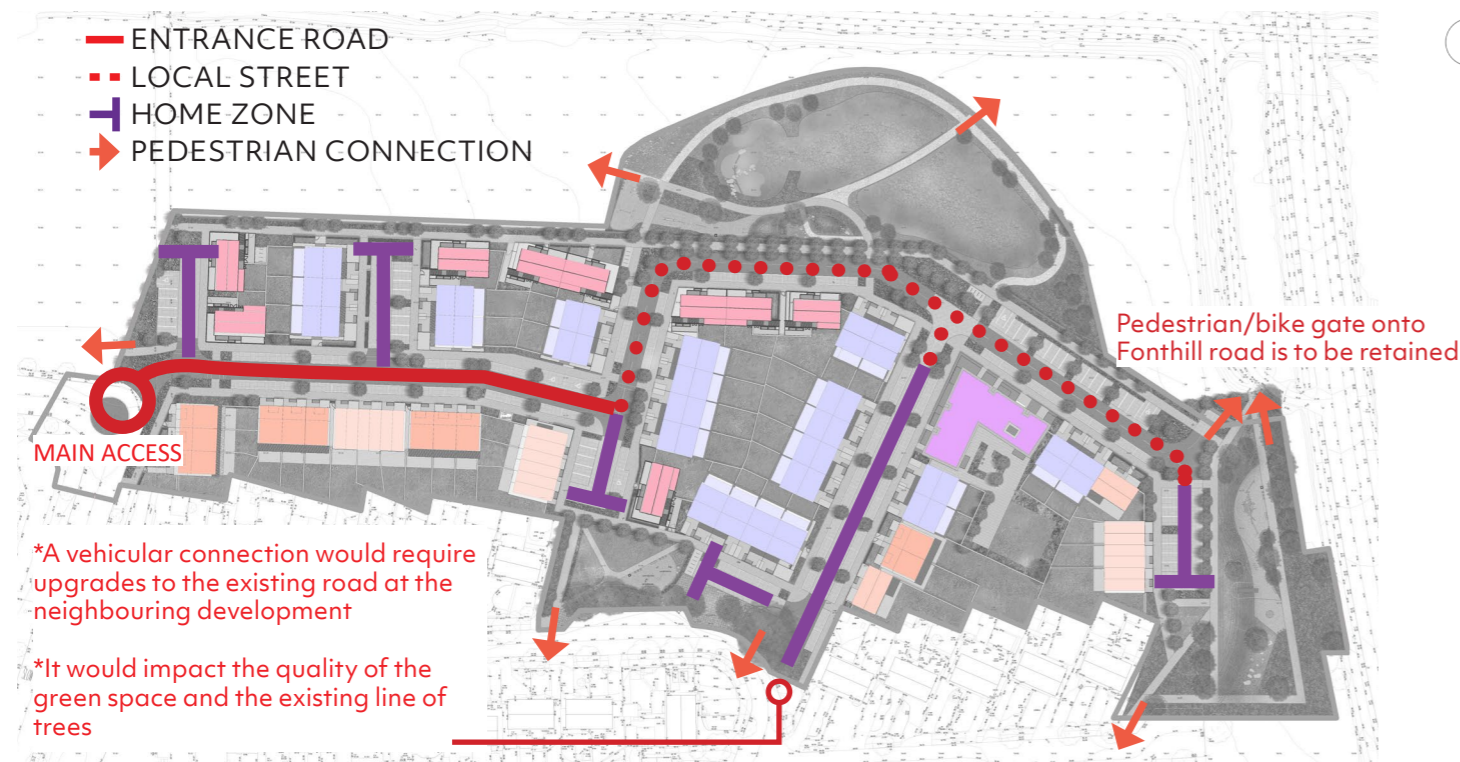 ENTRANCE ROAD
LOCAL STREET
HOME ZONE
PEDESTRIAN CONNECTION
Pedestrian/bike gate onto
Fonthill road is to be retained
MAIN ACCESS
*A vehicular connection would require
upgrades to the existing road at the
neighbouring development
*It would impact the quality of the
green space and the existing line of
trees